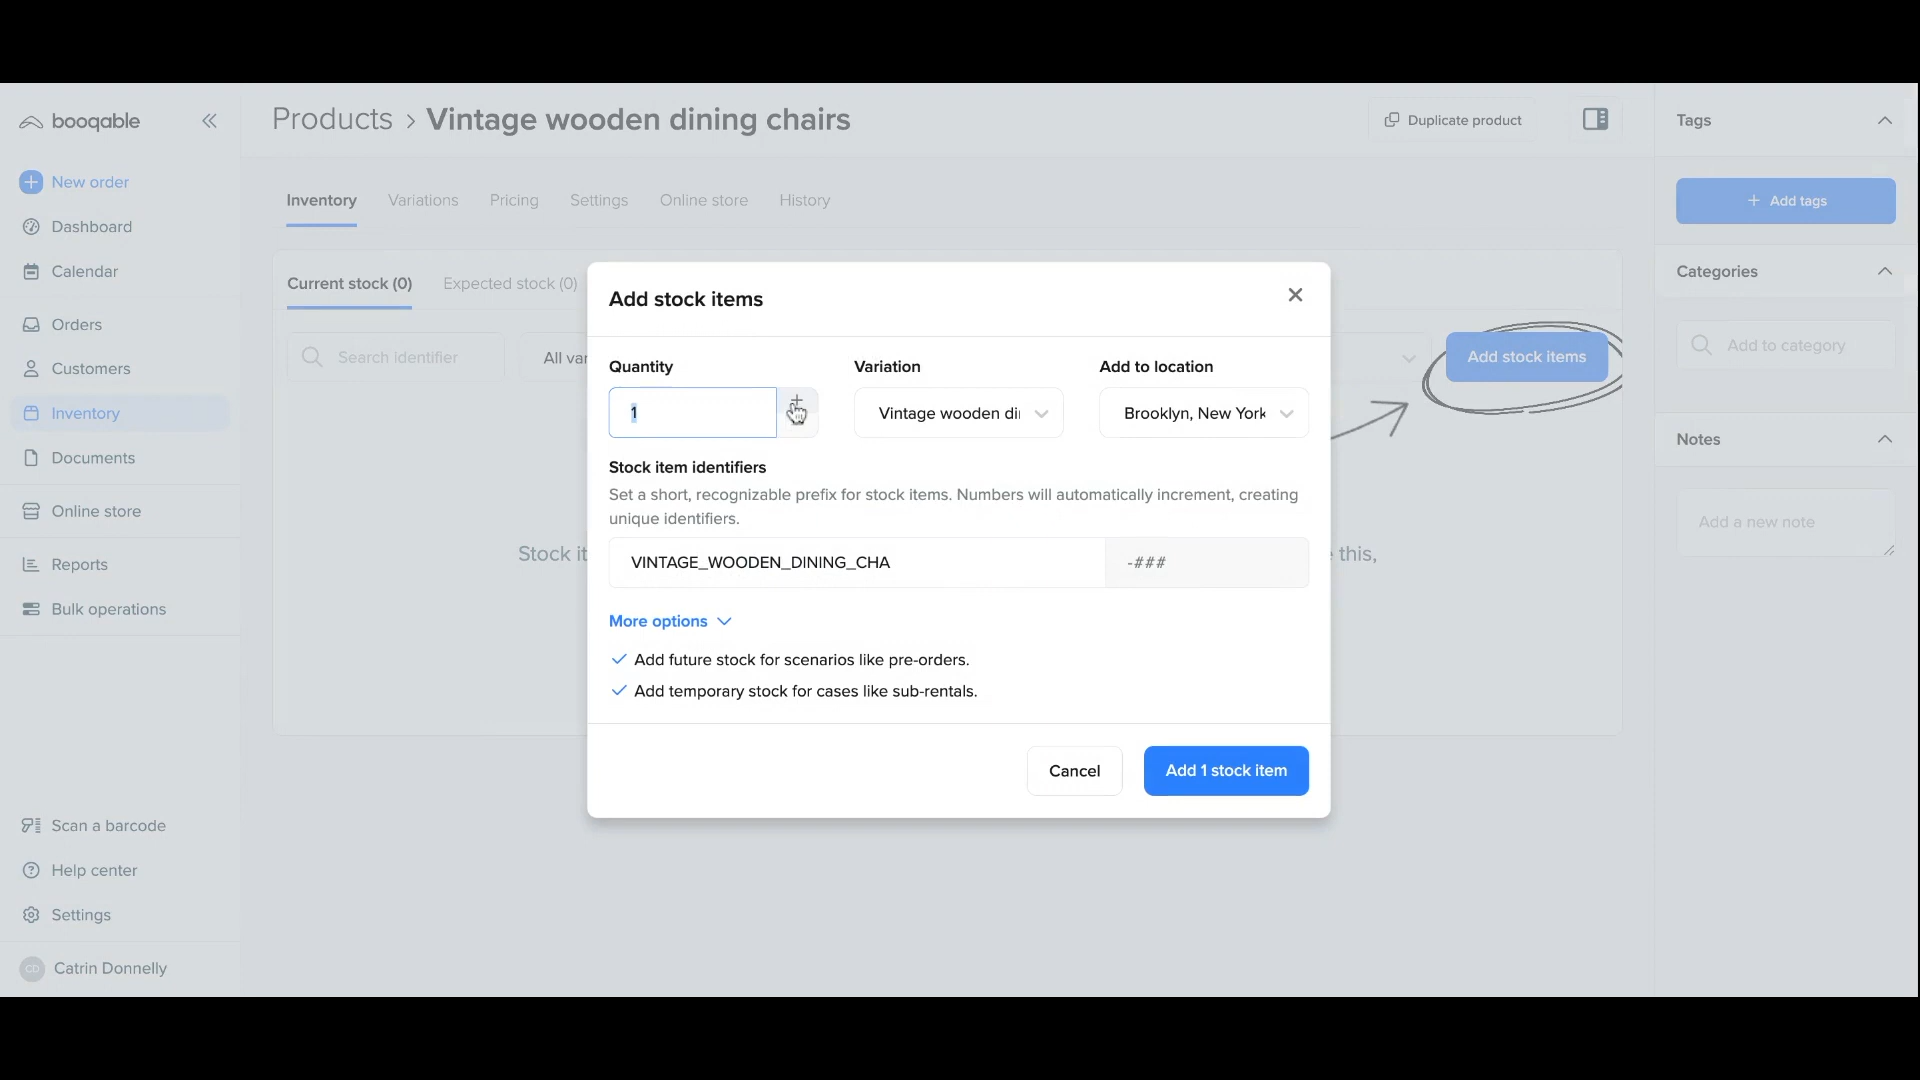 booqable
Products > Vintage wooden dining chairs
Duplicate product
Tags
New order
Dashboard
Calendar
Orders
Customers
Inventory
Documents
Online store
Reports
Bulk operations
Scan a barcode
Help center
Settings
CD Catrin Donnelly
Inventory Variations Pricing Settings Online store History
Current stock (0) Expected stock (0)
Search identifier
Add stock items
Add stock items
Quantity Variation Add to location
1
Brooklyn, New York
Vintage wooden
Stock item identifiers
Set a short, recognizable prefix for stock items. Numbers will automatically increment, creating
unique identifiers.
VINTAGE_WOODEN_DINING_CHA -###
More options
Add future stock for scenarios like pre-orders.
Add temporary stock for cases like sub-rentals.
Cancel Add 1 stock item
Stock
this,
All
+ Add tags
Categories
Add to category
Notes
Add a new note